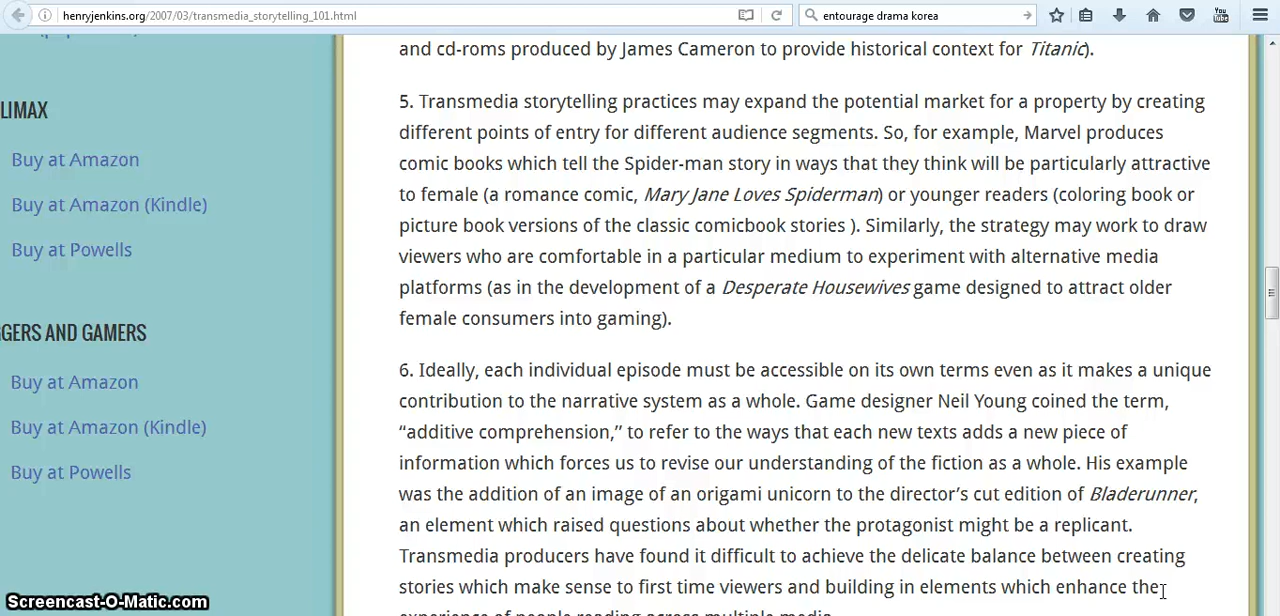 henryjenkins.org/2007/03/transmedia_storytelling_101.html
entourage drama korea
You
Tube
and cd-roms produced by James Cameron to provide historical context for Titanic).
LIMAX
Buy at Amazon
Buy at Amazon (Kindle)
Buy at Powells
GGERS AND GAMERS
Buy at Amazon
Buy at Amazon (Kindle)
Buy at Powells
5. Transmedia storytelling practices may expand the potential market for a property by creating
different points of entry for different audience segments. So, for example, Marvel produces
comic books which tell the Spider-man story in ways that they think will be particularly attractive
to female (a romance comic, Mary Jane Loves Spiderman) or younger readers (coloring book or
picture book versions of the classic comicbook stories ). Similarly, the strategy may work to draw
viewers who are comfortable in a particular medium to experiment with alternative media
platforms (as in the development of a Desperate Housewives game designed to attract older
female consumers into gaming).
6. Ideally, each individual episode must be accessible on its own terms even as it makes a unique
contribution to the narrative system as a whole. Game designer Neil Young coined the term,
“additive comprehension,” to refer to the ways that each new texts adds a new piece of
information which forces us to revise our understanding of the fiction as a whole. His example
was the addition of an image of an origami unicorn to the director’s cut edition of Bladerunner,
an element which raised questions about whether the protagonist might be a replicant.
Transmedia producers have found it difficult to achieve the delicate balance between creating
stories which make sense to first time viewers and building in elements which enhance the
experience of people reading across multiple media.
Screencast-O-Matic.com